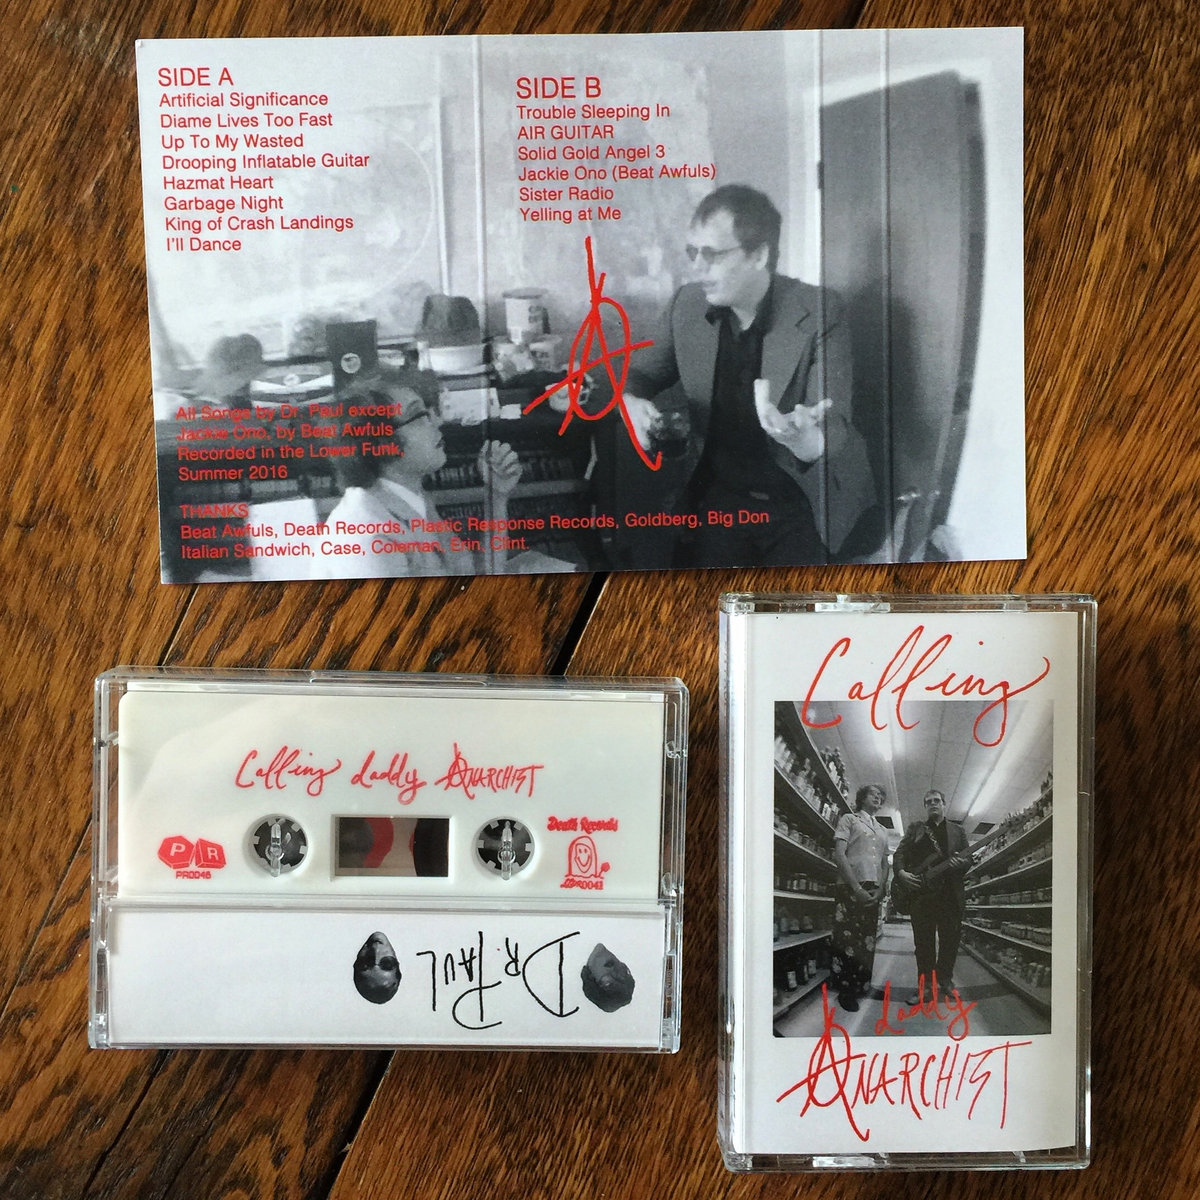 SIDE A
Artificial Significance
Diame Lives Too Fast
Up To My Wasted
Drooping Inflatable Guitar
Hazmat Heart
Garbage Night
King of Crash Landings
I'll Dance
SIDE B
Trouble Sleeping In
AIR GUITAR
Solid Gold Angel 3
Jackie Ono (Beat Awfuls)
Sister Radio
Yelling at Me
A
All Songs by Dr. Paul except
Jackie Ono, by Beat Awfuls
Recorded in the Lower Funk,
Summer 2016
THANKS
Beat Awfuls, Death Records, Plastic Response Records, Goldberg, Big Don
Italian Sandwich, Case, Coleman, Erin, Clint.
Calling daddy ANARCHIST
PR
PR0046
Death Records
DR. PAUL
Calling
daddy
ANARCHIST